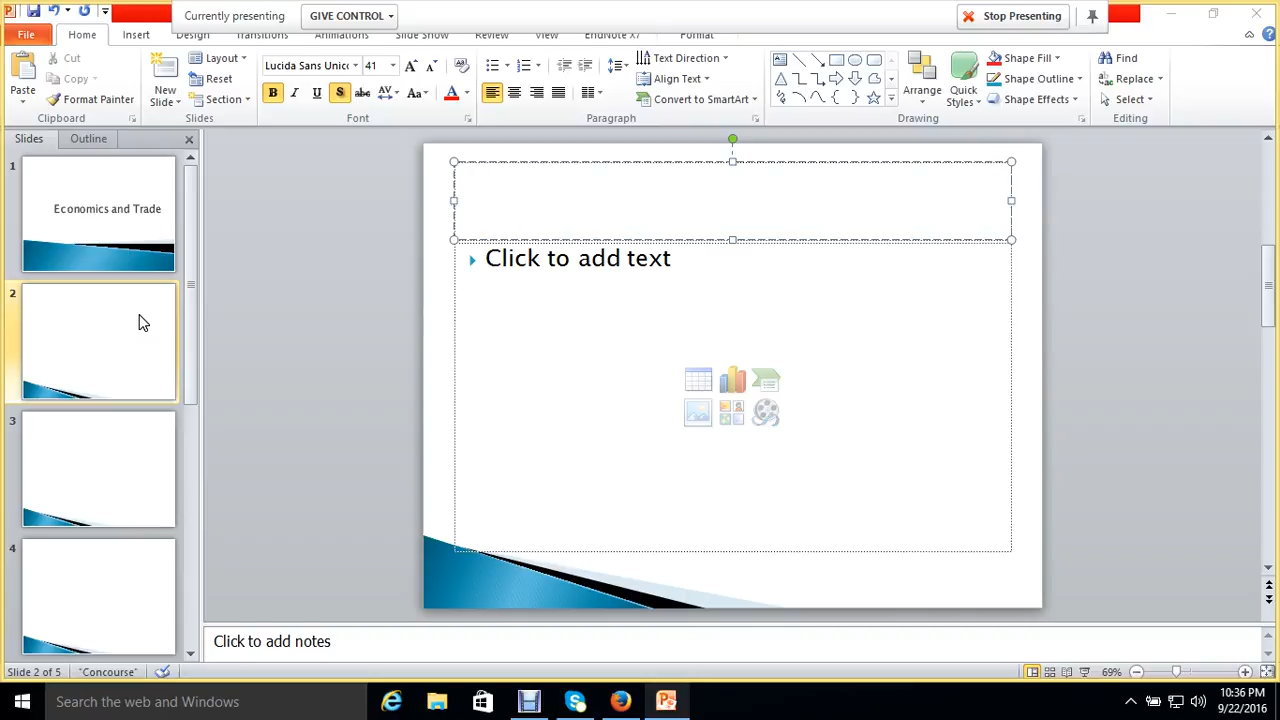 Currently presenting
GIVE CONTROL
Stop Presenting
File
Home
Insert
Design
Transitions
Animations
Slide Show
Review
View
EndNote X7
Format
Cut
Copy
Format Painter
Paste
Clipboard
New
Slide
Layout
Reset
Section
Slides
Lucida Sans Unic
41
Font
Text Direction
Align Text
Convert to SmartArt
Paragraph
Arrange
Quick
Styles
Shape Fill
Shape Outline
Shape Effects
Drawing
Find
Replace
Select
Editing
Slides
Outline
1
Economics and Trade
2
3
4
Click to add text
Click to add notes
Slide 2 of 5
"Concourse"
69%
Search the web and Windows
10:36 PM
9/22/2016